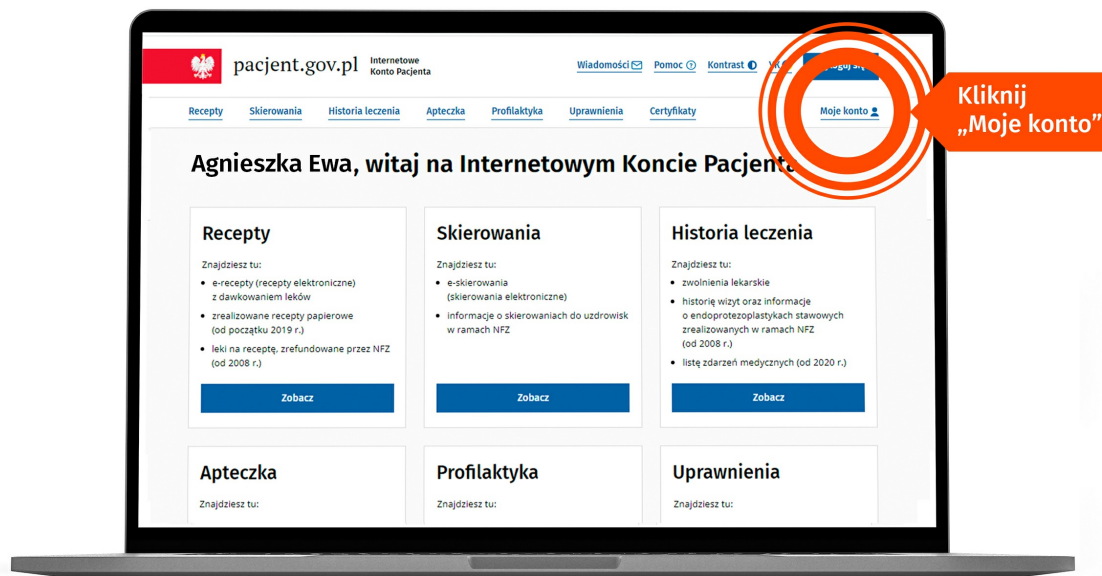 pacjent.gov.pl
Internetowe
Konto Pacjenta
Wiadomości Pomoc Kontrast
Recepty Skierowania Historia leczenia Apteczka Profilaktyka Uprawnienia Certyfikaty Moje konto
Kliknij
„Moje konto”
Agnieszka Ewa, witaj na Internetowym Koncie Pacjenta
Recepty
Znajdziesz tu:
• e-recepty (recepty elektroniczne)
z dawkowaniem leków
• zrealizowane recepty papierowe
(od początku 2019 r.)
• leki na receptę, zrefundowane przez NFZ
(od 2008 r.)
Zobacz
Skierowania
Znajdziesz tu:
• e-skierowania
(skierowania elektroniczne)
• informacje o skierowaniach do uzdrowisk
w ramach NFZ
Zobacz
Historia leczenia
Znajdziesz tu:
• zwolnienia lekarskie
• historię wizyt oraz informacje
o endoprotezoplastykach stawowych
zrealizowanych w ramach NFZ
(od 2008 r.)
• listę zdarzeń medycznych (od 2020 r.)
Zobacz
Apteczka
Znajdziesz tu:
Profilaktyka
Znajdziesz tu:
Uprawnienia
Znajdziesz tu: